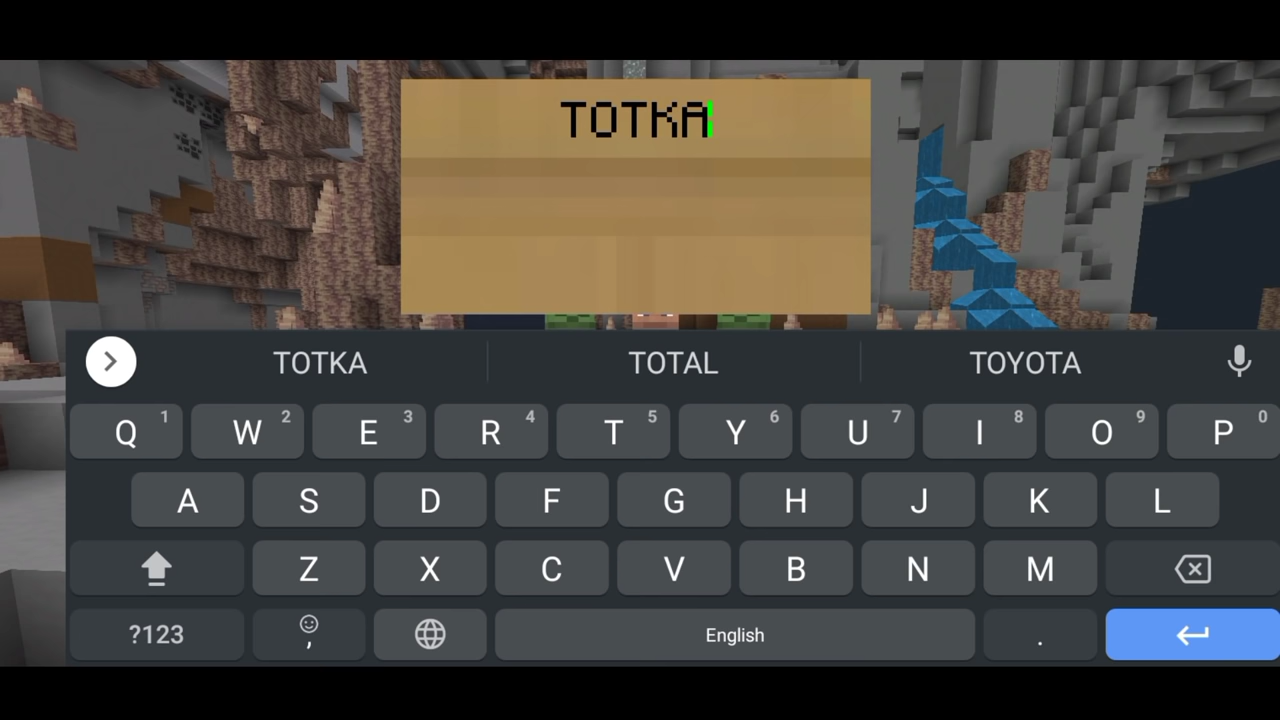 TOTKA
TOTKA TOTAL TOYOTA
Q 1 W 2 E 3 R 4 T 5 Y 6 U 7 I 8 O 9 P 0
A S D F G H J K L
Z X C V B N M
?123 , English .